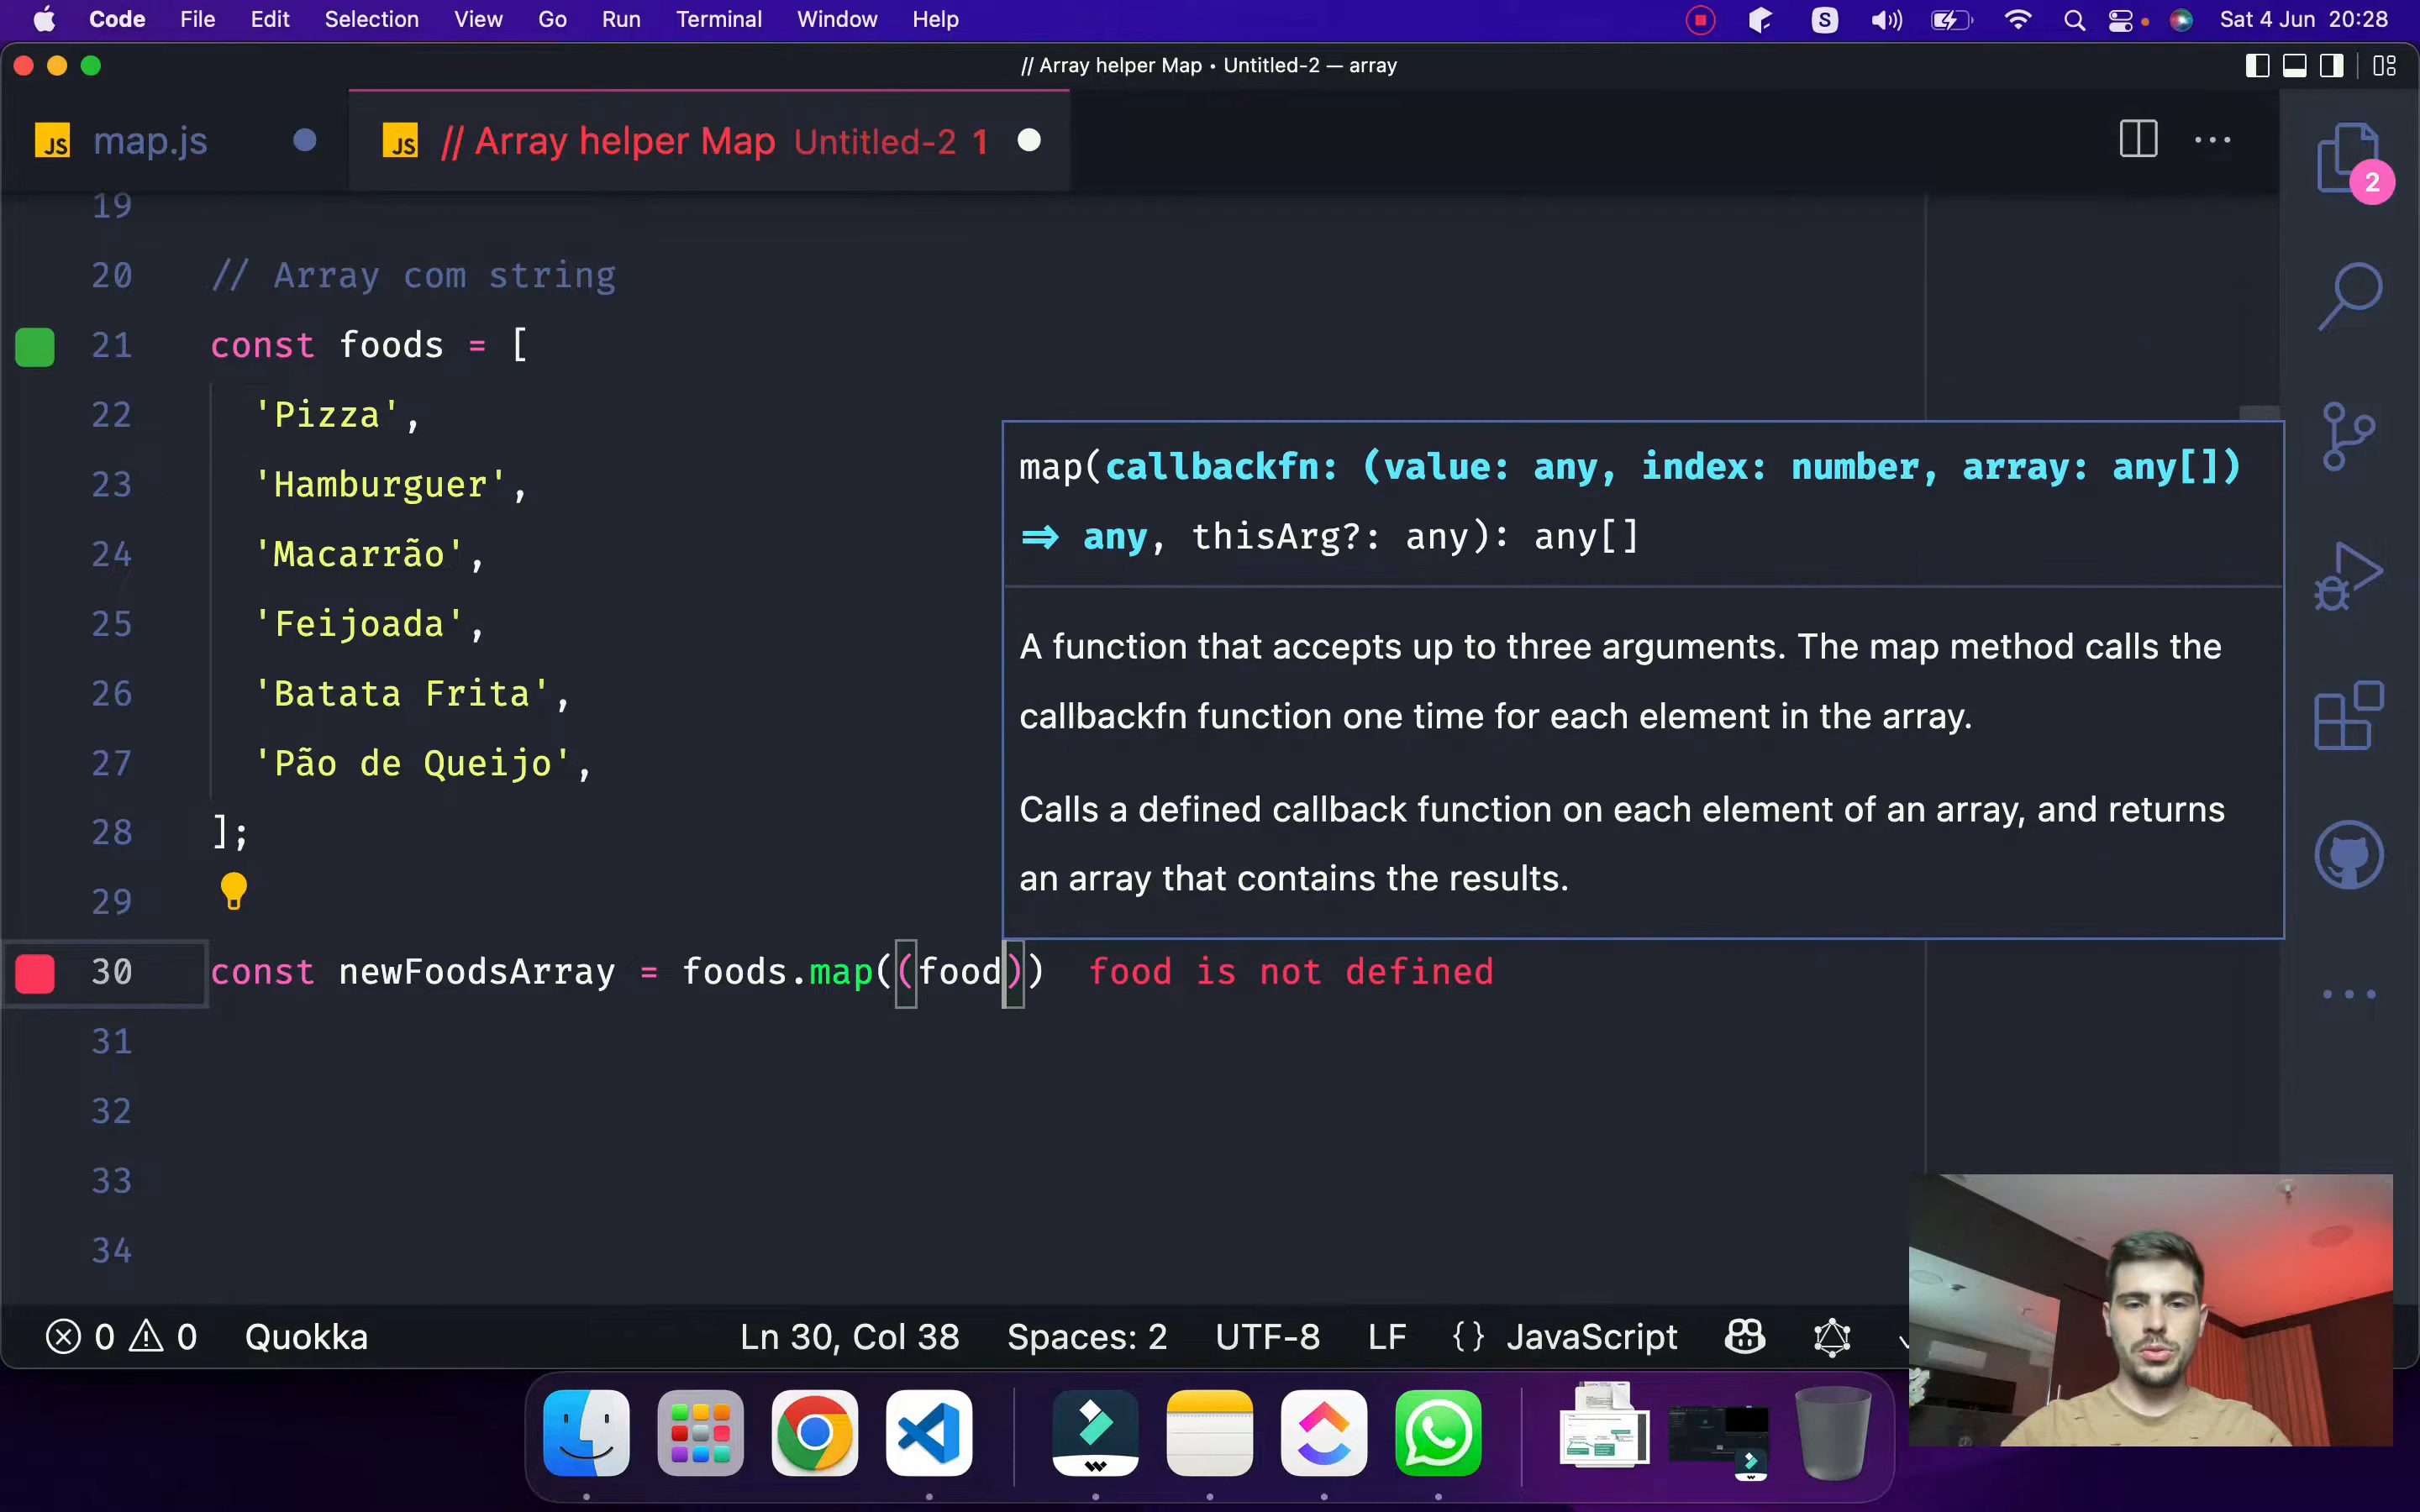 Code File Edit Selection View Go Run Terminal Window Help S Sat 4 Jun 20:28
// Array helper Map • Untitled-2 — array
JS map.js JS // Array helper Map Untitled-2 1
2
19
20 // Array com string
21 const foods = [
22 'Pizza',
23 'Hamburguer',
24 'Macarrão',
25 'Feijoada',
26 'Batata Frita',
27 'Pão de Queijo',
28 ];
29
map(callbackfn: (value: any, index: number, array: any[])
=> any, thisArg?: any): any[]
A function that accepts up to three arguments. The map method calls the
callbackfn function one time for each element in the array.
Calls a defined callback function on each element of an array, and returns
an array that contains the results.
30 const newFoodsArray = foods.map((food)) food is not defined
31
32
33
34
0 0 Quokka Ln 30, Col 38 Spaces: 2 UTF-8 LF {} JavaScript